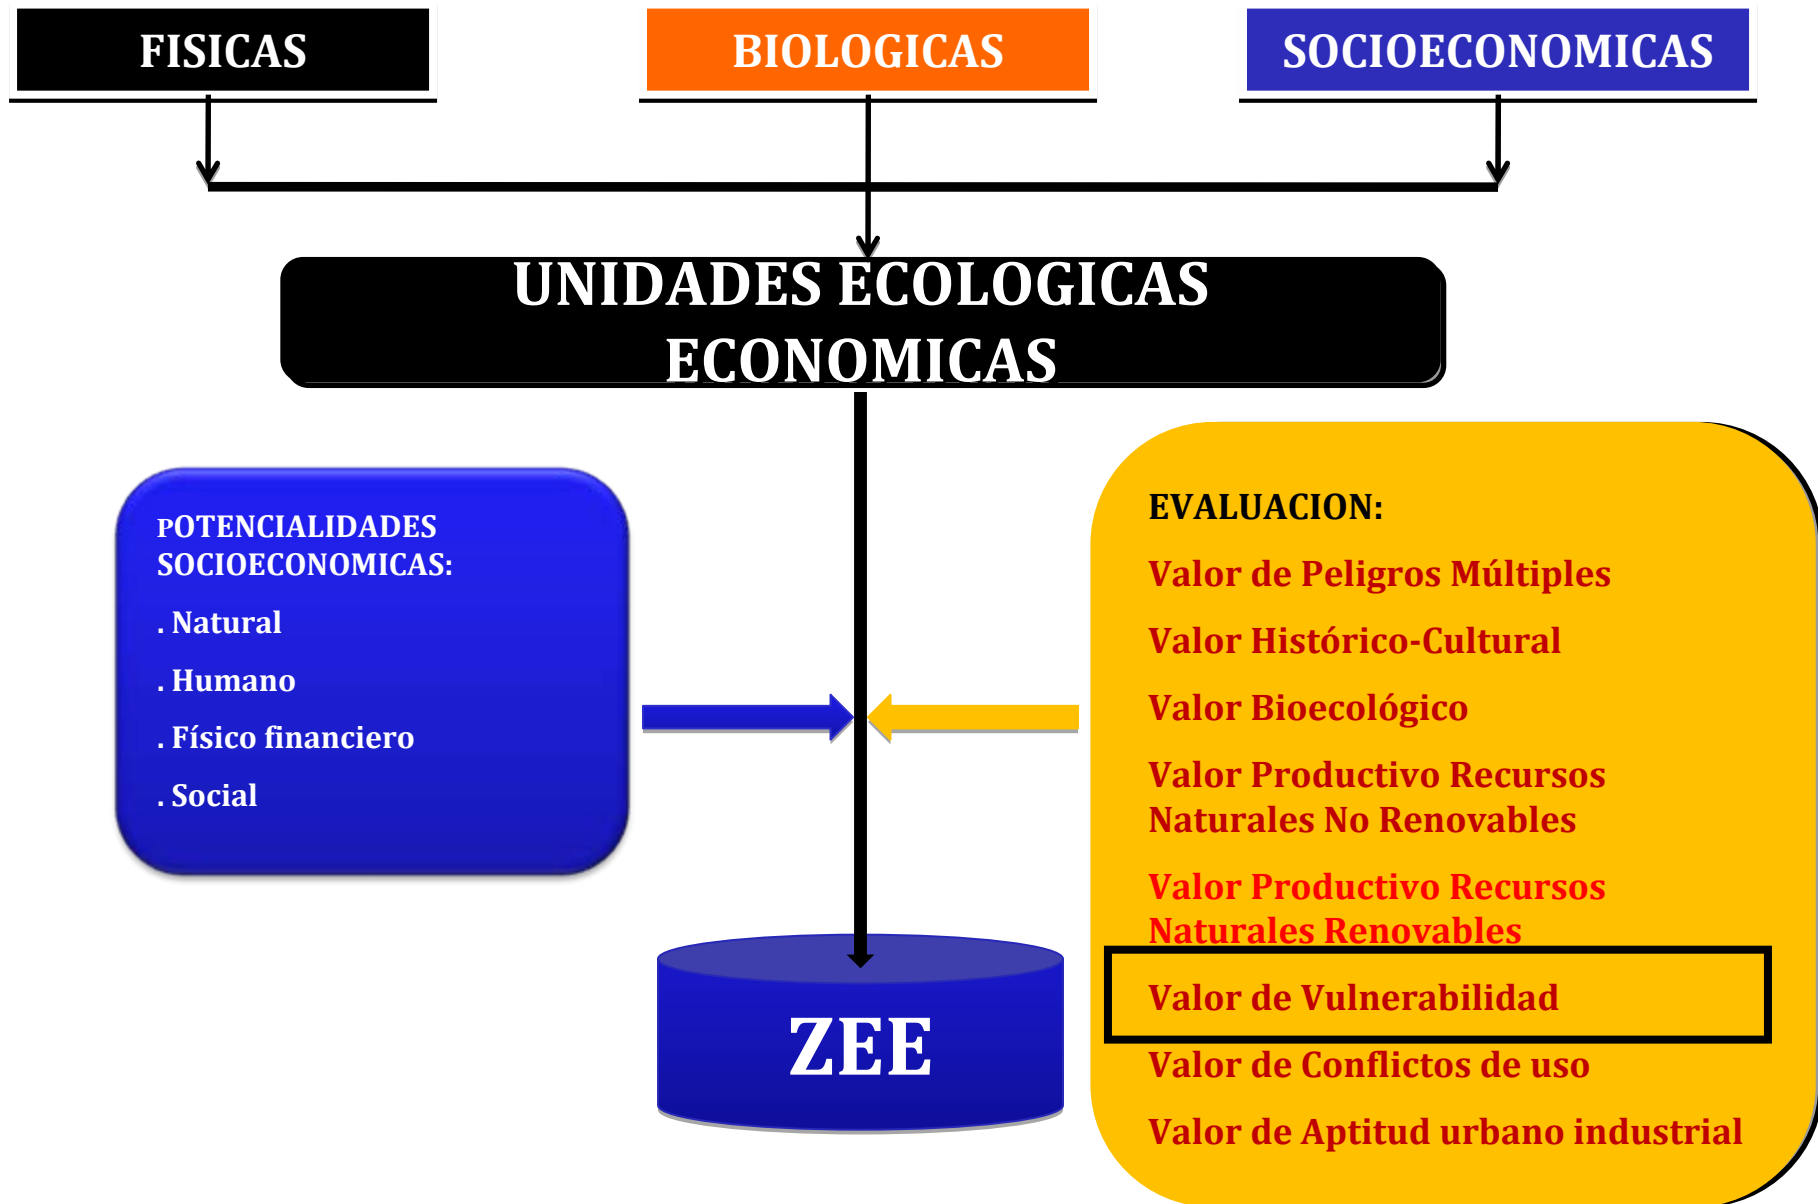 FISICAS
BIOLOGICAS
SOCIOECONOMICAS
UNIDADES ECOLOGICAS
ECONOMICAS
POTENCIALIDADES
SOCIOECONOMICAS:
. Natural
. Humano
. Físico financiero
. Social
EVALUACION:
Valor de Peligros Múltiples
Valor Histórico-Cultural
Valor Bioecológico
Valor Productivo Recursos
Naturales No Renovables
Valor Productivo Recursos
Naturales Renovables
Valor de Vulnerabilidad
Valor de Conflictos de uso
Valor de Aptitud urbano industrial
ZEE